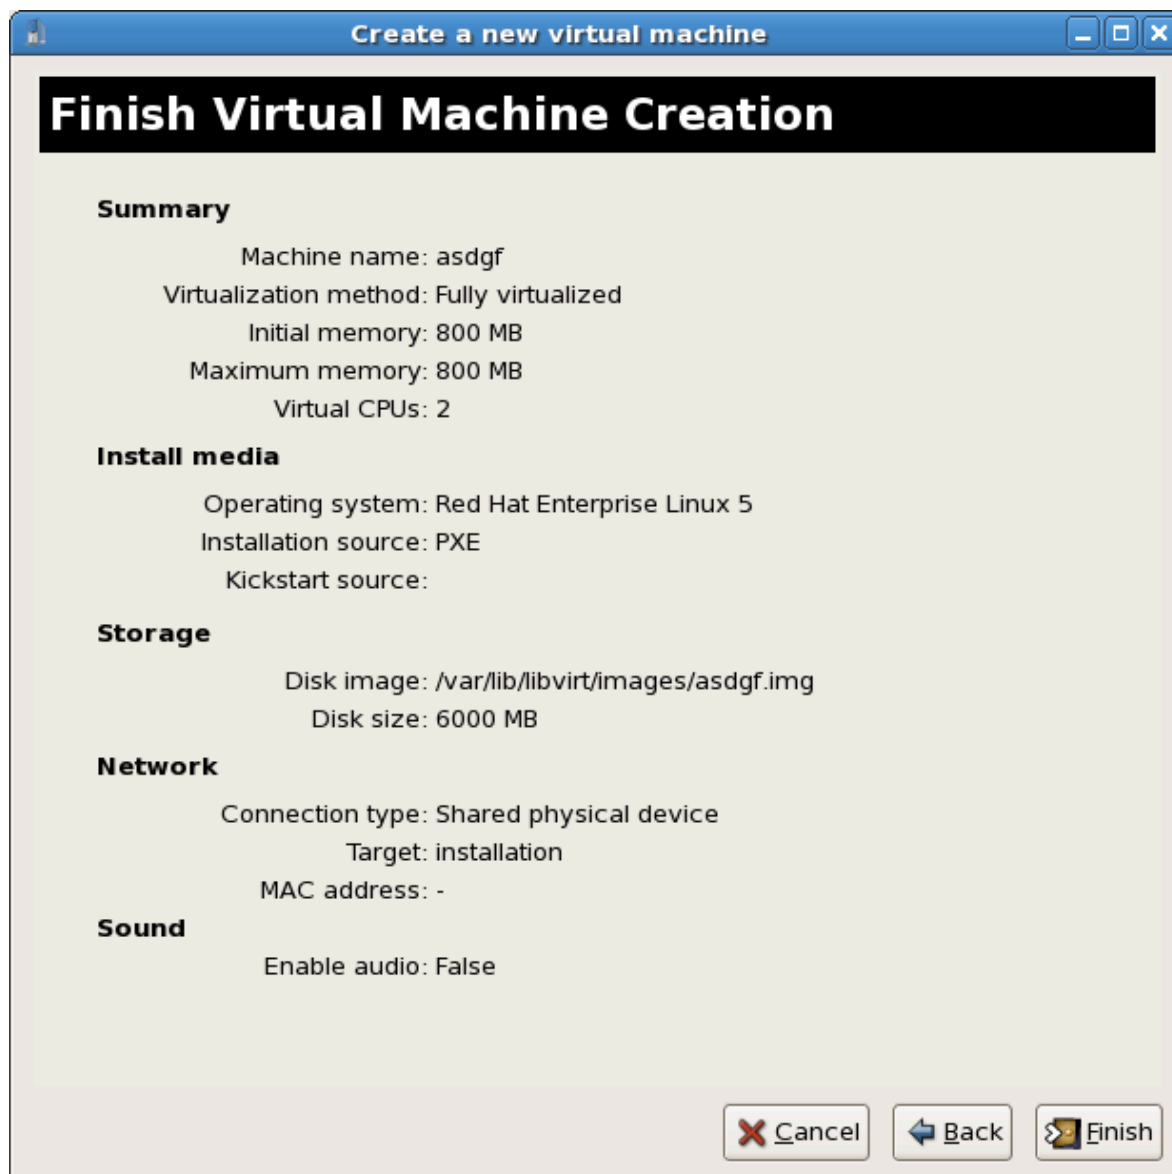 Create a new virtual machine
Finish Virtual Machine Creation
Summary
Machine name: asdgf
Virtualization method: Fully virtualized
Initial memory: 800 MB
Maximum memory: 800 MB
Virtual CPUs: 2
Install media
Operating system: Red Hat Enterprise Linux 5
Installation source: PXE
Kickstart source:
Storage
Disk image: /var/lib/libvirt/images/asdgf.img
Disk size: 6000 MB
Network
Connection type: Shared physical device
Target: installation
MAC address: -
Sound
Enable audio: False
Cancel Back Finish